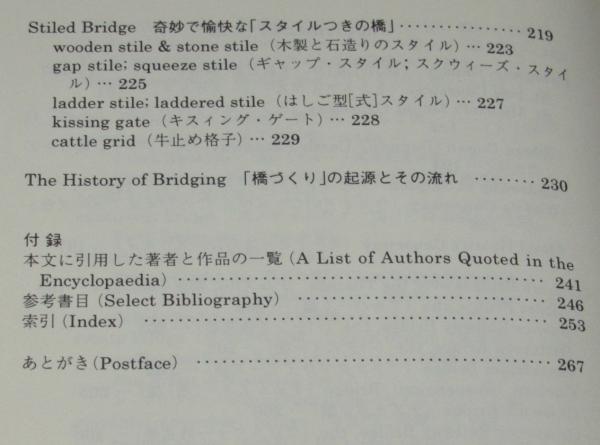 Stiled Bridge 奇妙で愉快な「スタイルつきの橋」……………… 219
wooden stile & stone stile (木製と石造りのスタイル) … 223
gap stile; squeeze stile (ギャップ・スタイル; スクウィーズ・スタイ
ル) … 225
ladder stile; laddered stile (はしご型[式]スタイル) … 227
kissing gate (キスィング・ゲート) … 228
cattle grid (牛止め格子) … 229
The History of Bridging 「橋づくり」の起源とその流れ ……… 230
付 録
本文に引用した著者と作品の一覧 (A List of Authors Quoted in the
Encyclopaedia) ……………………………………… 241
参考書目 (Select Bibliography) ……………………………… 246
索引 (Index) ……………………………………………… 253
あとがき (Postface) ………………………………………… 267